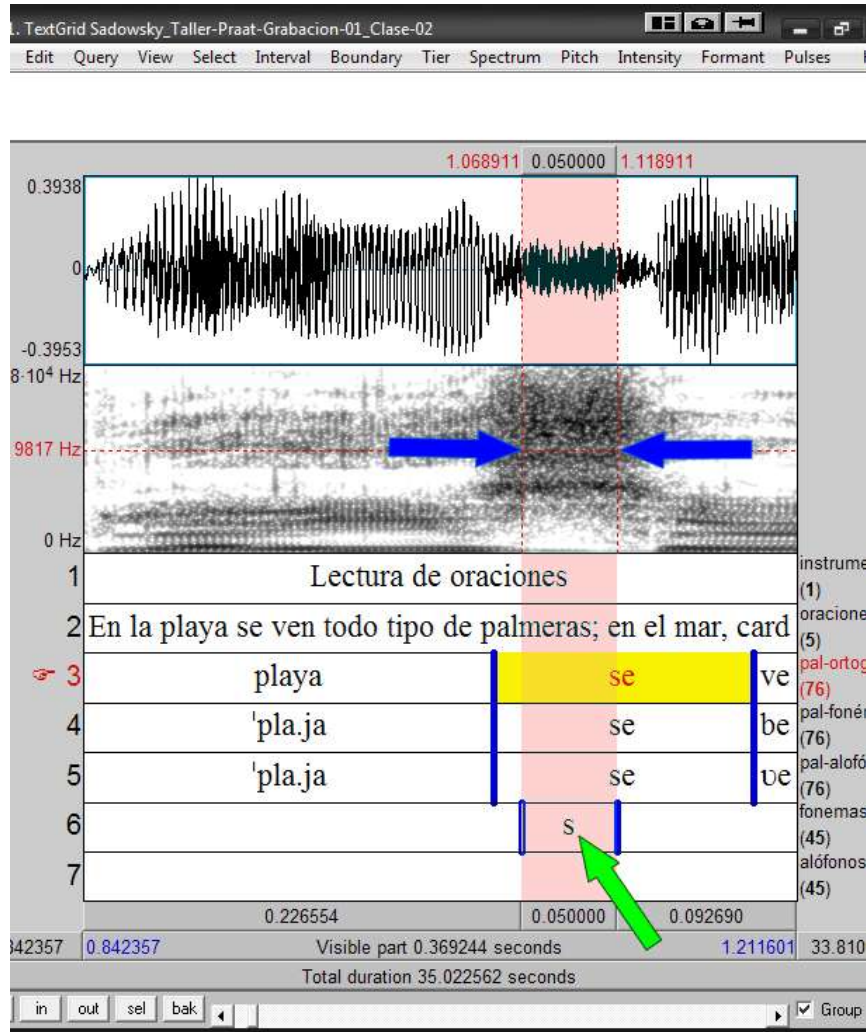 . TextGrid Sadowsky_Taller-Praat-Grabacion-01_Clase-02
Edit Query View Select Interval Boundary Tier Spectrum Pitch Intensity Formant Pulses
1.068911 0.050000 1.118911
0.3938
0
-0.3953
8·10⁴ Hz
9817 Hz
0 Hz
1 Lectura de oraciones instrume (1)
2 En la playa se ven todo tipo de palmeras; en el mar, card oracione (5)
3 playa se ve pal-ortog (76)
4 ˈpla.ja se be pal-foné (76)
5 ˈpla.ja se ʋe pal-alofó (76)
6 s fonemas (45)
7 alófonos (45)
0.226554 0.050000 0.092690
342357 0.842357 Visible part 0.369244 seconds 1.211601 33.810
Total duration 35.022562 seconds
in out sel bak Group